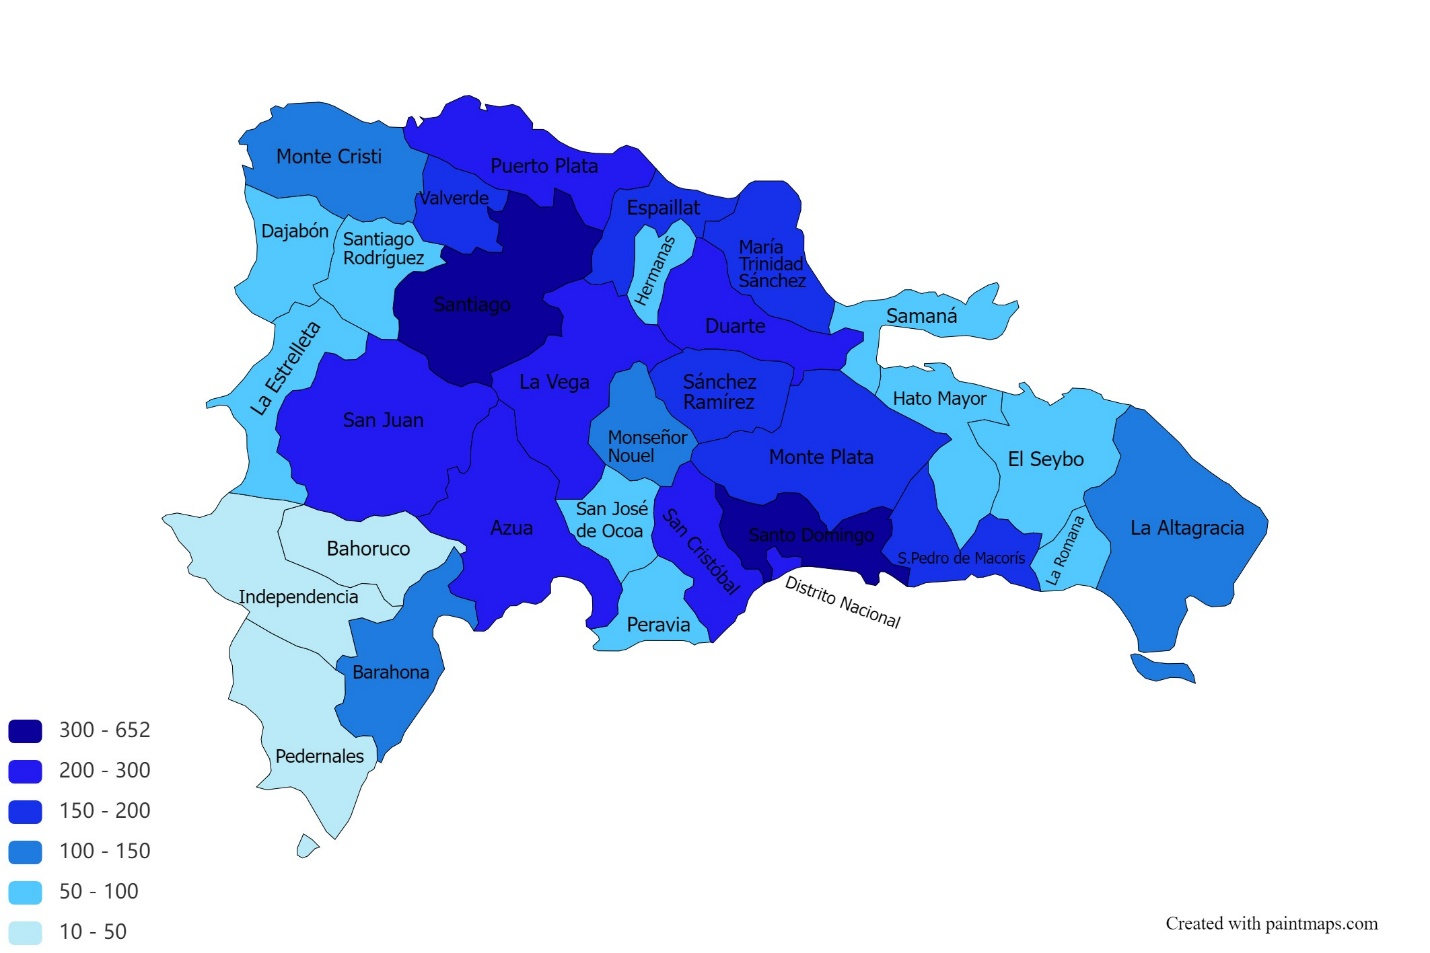 Monte Cristi
Puerto Plata
Valverde
Espaillat
Dajabón
Santiago
Rodríguez
Hermanas
María
Trinidad
Sánchez
Santiago
Samaná
Duarte
La Estrelleta
La Vega
Sánchez
Ramírez
Hato Mayor
San Juan
Monseñor
Nouel
Monte Plata
El Seybo
San José
de Ocoa
Azua
San Cristóbal
Santo Domingo
La Altagracia
Bahoruco
S.Pedro de Macorís
La Romana
Independencia
Distrito Nacional
Peravia
Barahona
Pedernales
300 - 652
200 - 300
150 - 200
100 - 150
50 - 100
10 - 50
Created with paintmaps.com